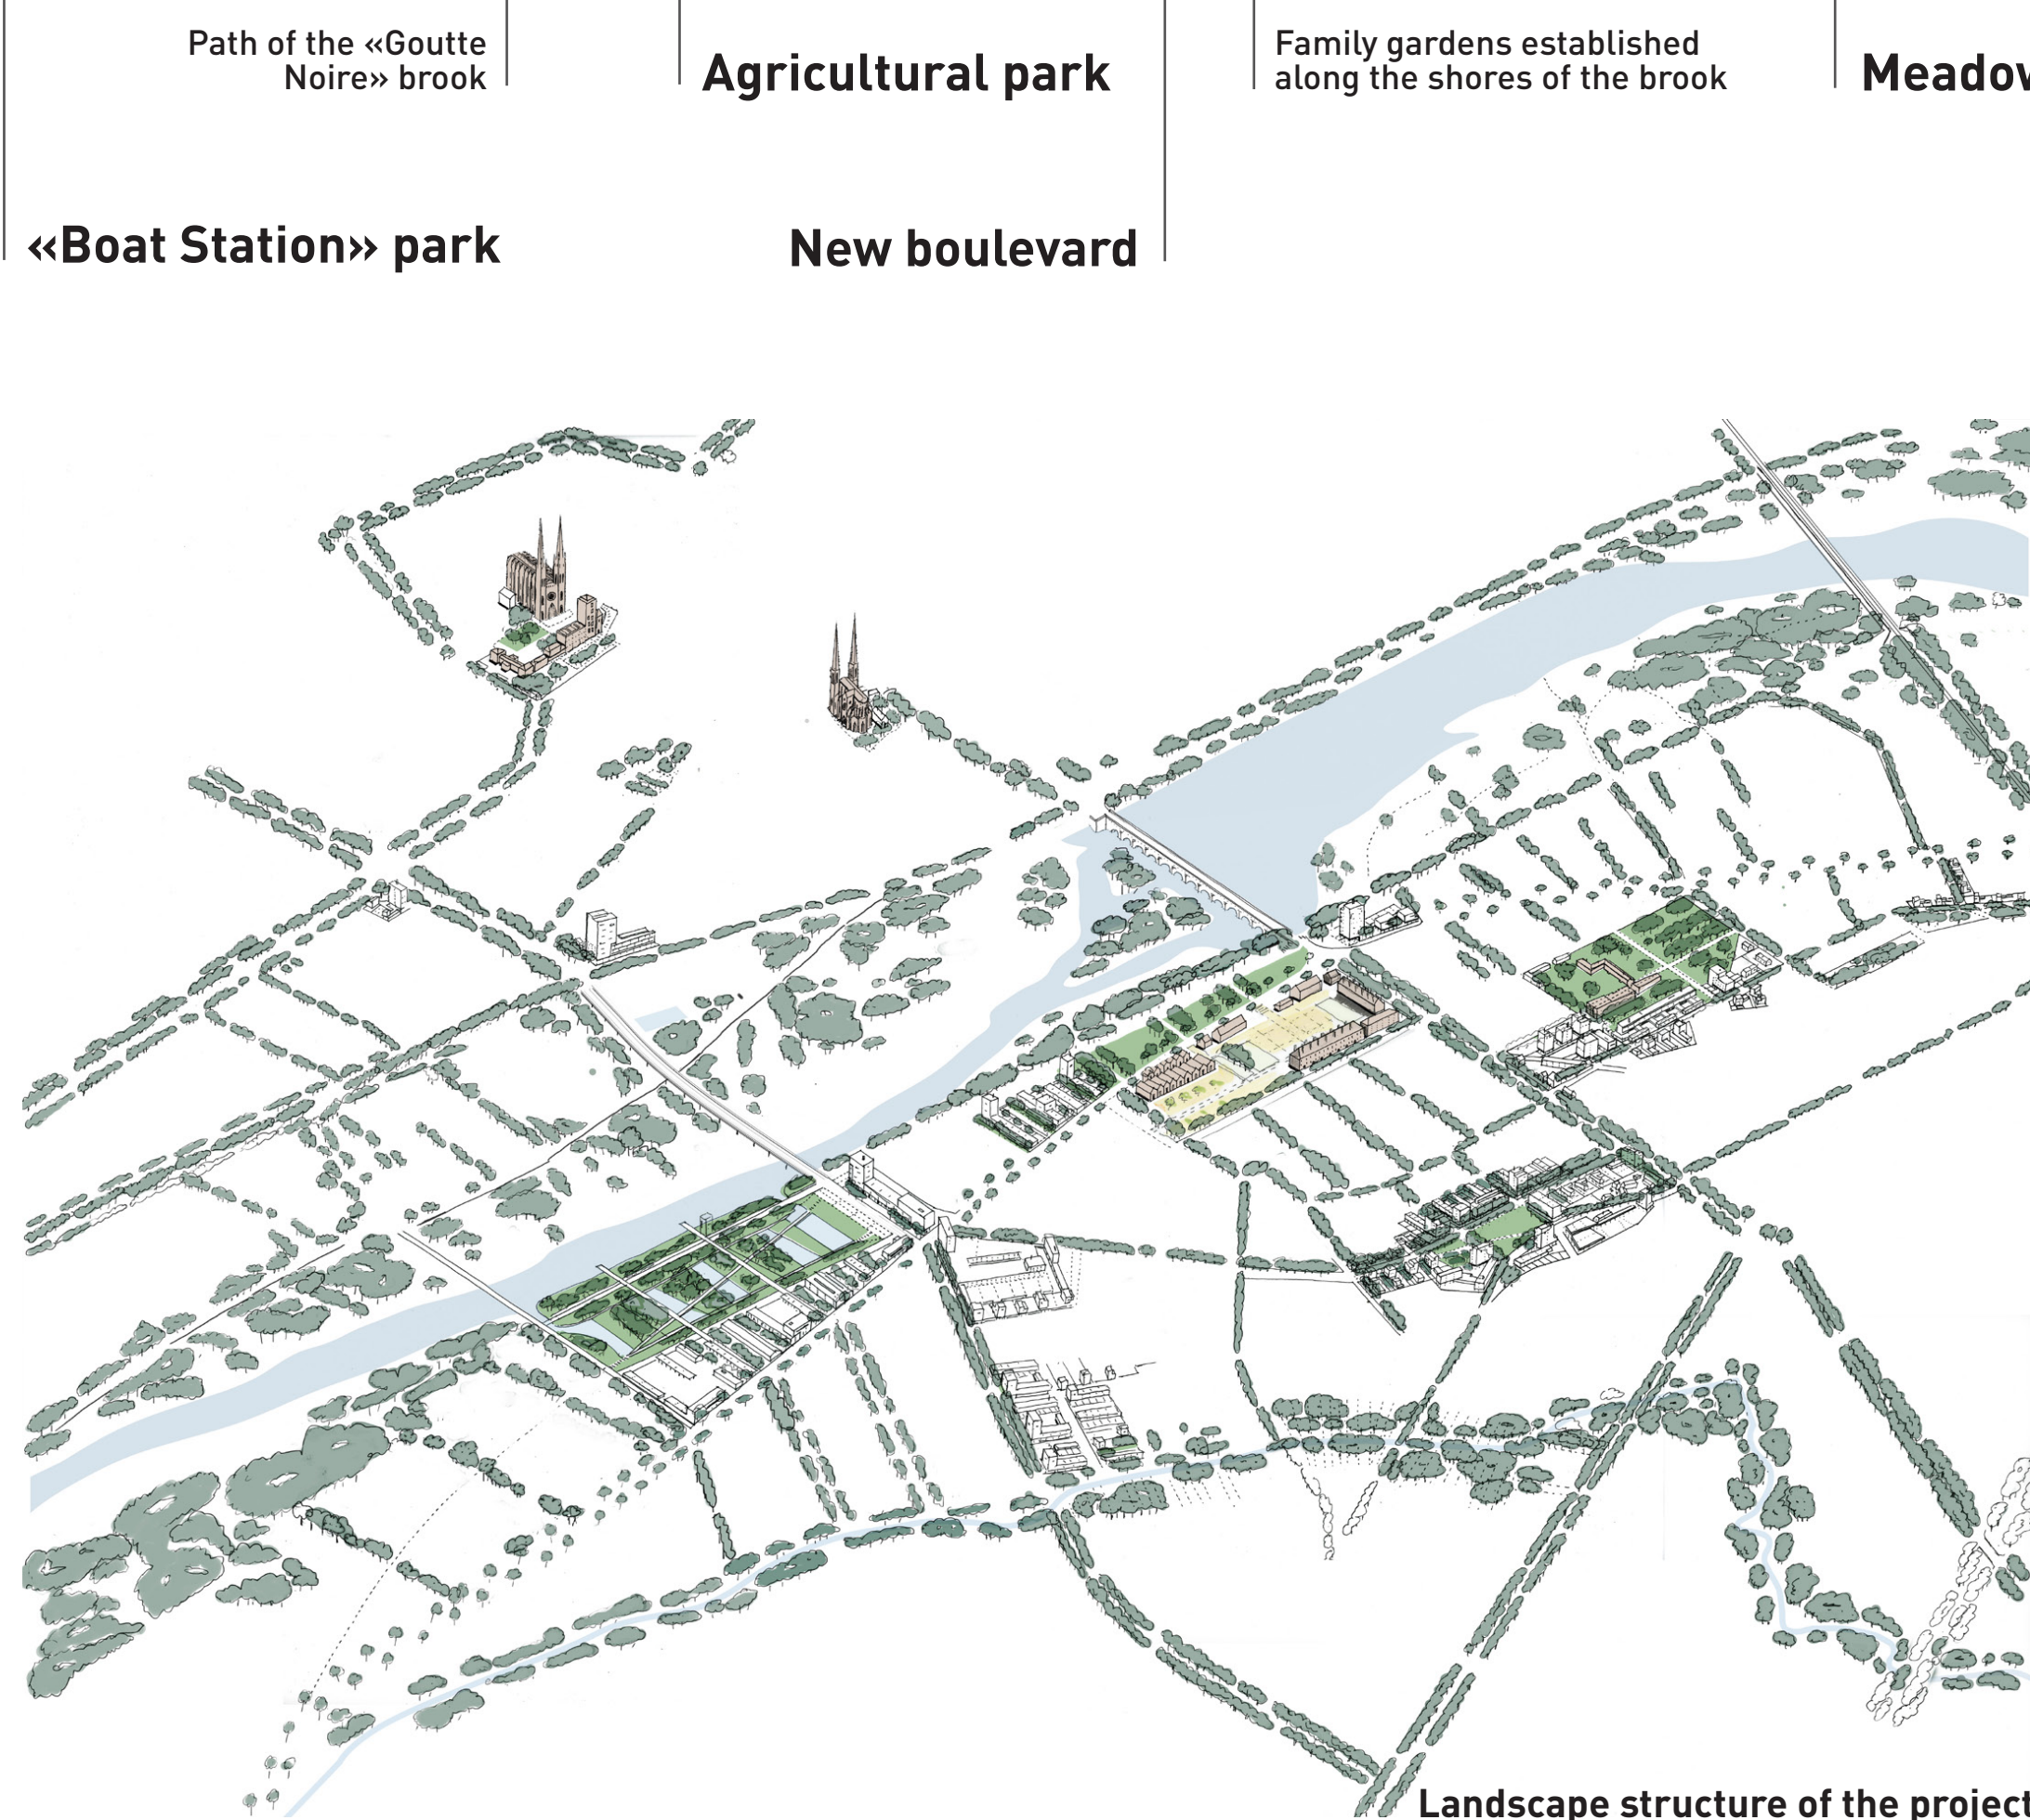 Path of the «Goutte
Noire» brook
Agricultural park
Family gardens established
along the shores of the brook
Meadow
«Boat Station» park
New boulevard
Landscape structure of the project